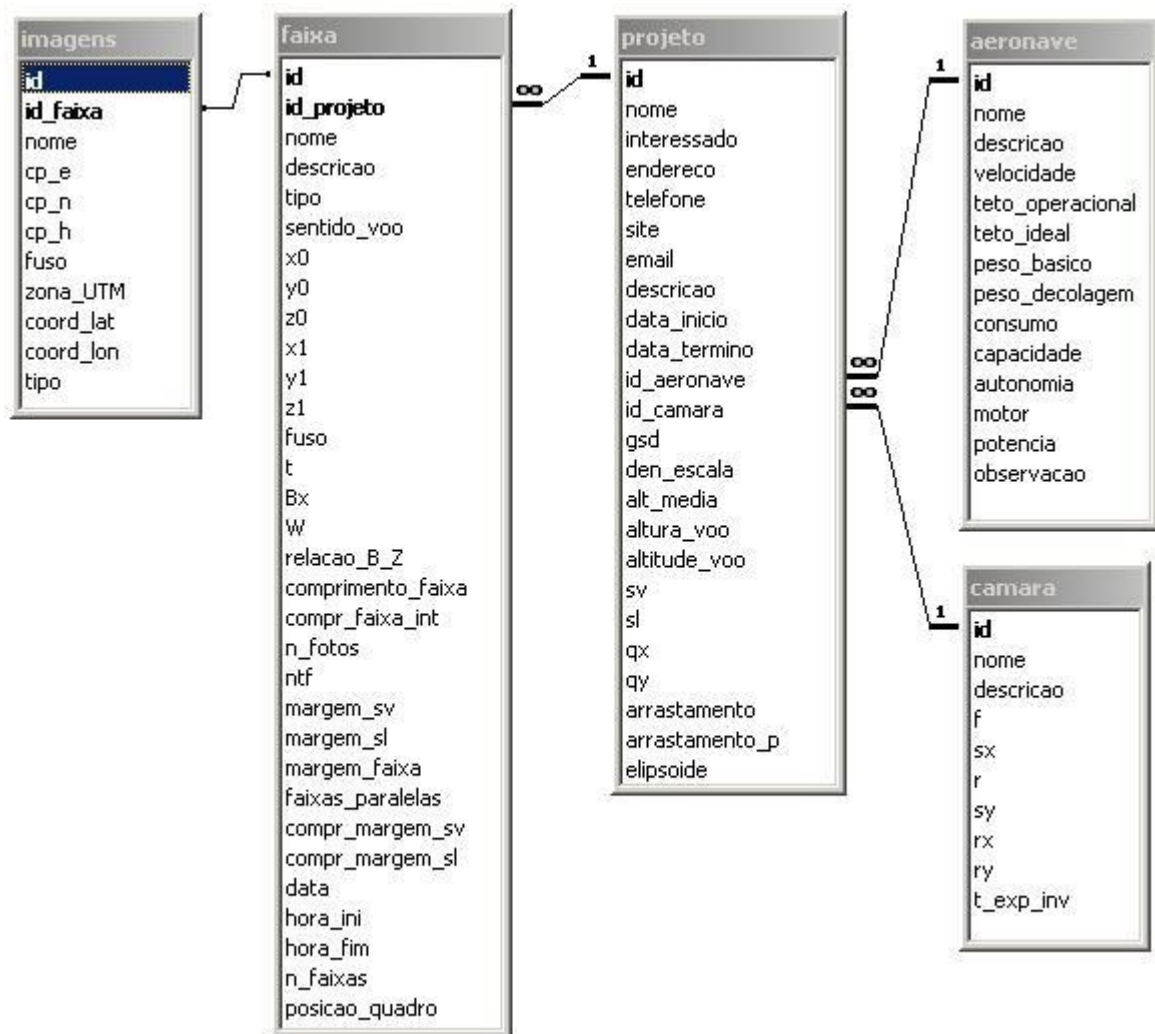 imagens
id
id_faixa
nome
cp_e
cp_n
cp_h
fuso
zona_UTM
coord_lat
coord_lon
tipo
faixa
id
id_projeto
nome
descricao
tipo
sentido_voo
x0
y0
z0
x1
y1
z1
fuso
t
Bx
W
relacao_B_Z
comprimento_faixa
compr_faixa_int
n_fotos
ntf
margem_sv
margem_sl
margem_faixa
faixas_paralelas
compr_margem_sv
compr_margem_sl
data
hora_ini
hora_fim
n_faixas
posicao_quadro
∞
1
projeto
id
nome
interessado
endereco
telefone
site
email
descricao
data_inicio
data_termino
id_aeronave
id_camara
gsd
den_escala
alt_media
altura_voo
altitude_voo
sv
sl
qx
qy
arrastamento
arrastamento_p
elipsoide
∞
∞
1
aeronave
id
nome
descricao
velocidade
teto_operacional
teto_ideal
peso_basico
peso_decolagem
consumo
capacidade
autonomia
motor
potencia
observacao
1
camara
id
nome
descricao
f
sx
r
sy
rx
ry
t_exp_inv